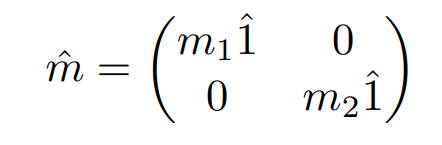 m̂ = ( m₁1̂ 0
0 m₂1̂ )